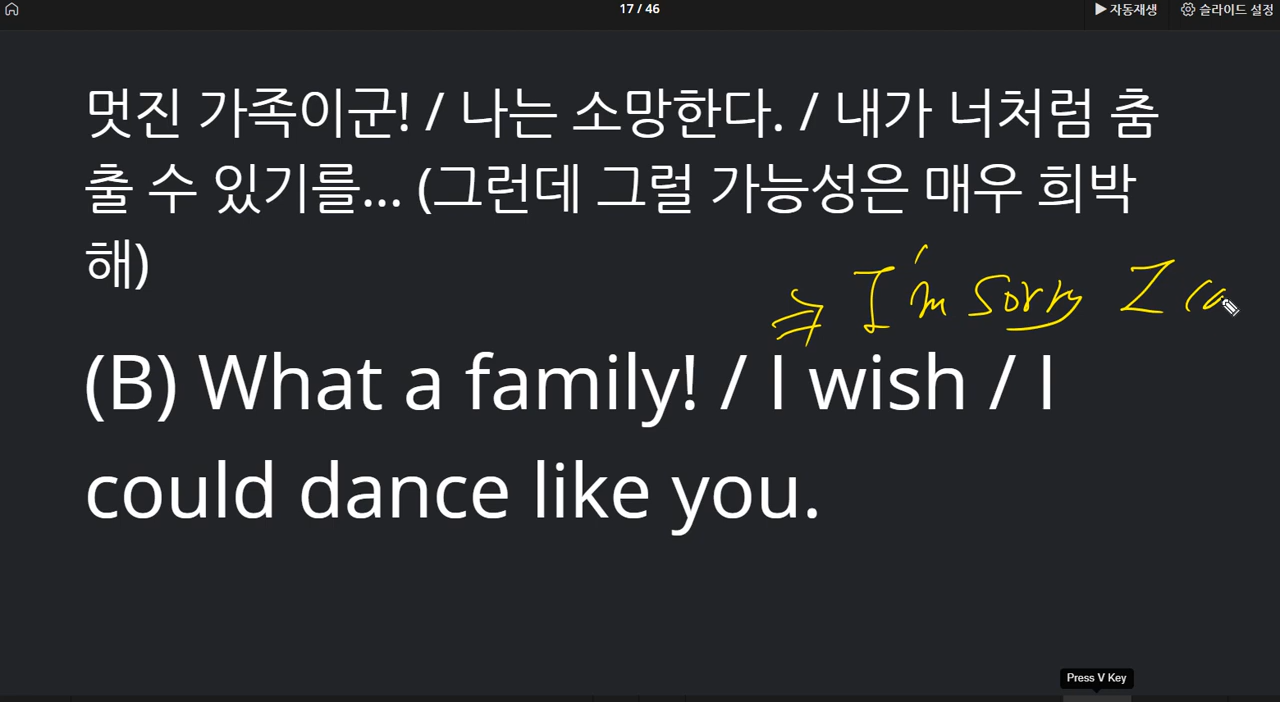 17 / 46
▶ 자동재생
슬라이드 설정
멋진 가족이군! / 나는 소망한다. / 내가 너처럼 춤
출 수 있기를... (그런데 그럴 가능성은 매우 희박
해)
⇒ I'm sorry I ca
(B) What a family! / I wish / I
could dance like you.
Press V Key